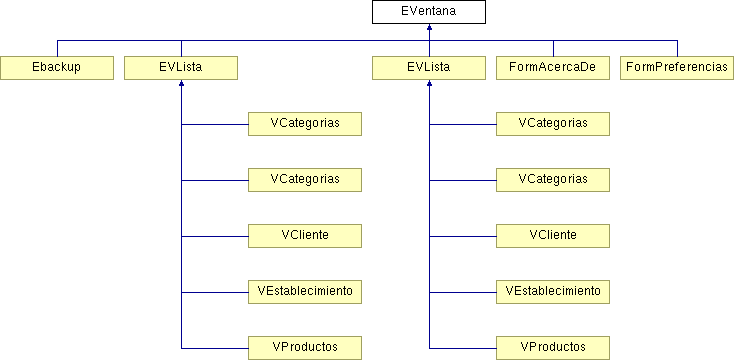 EVentana
Ebackup
EVLista
EVLista
FormAcercaDe
FormPreferencias
VCategorias
VCategorias
VCategorias
VCategorias
VCliente
VCliente
VEstablecimiento
VEstablecimiento
VProductos
VProductos